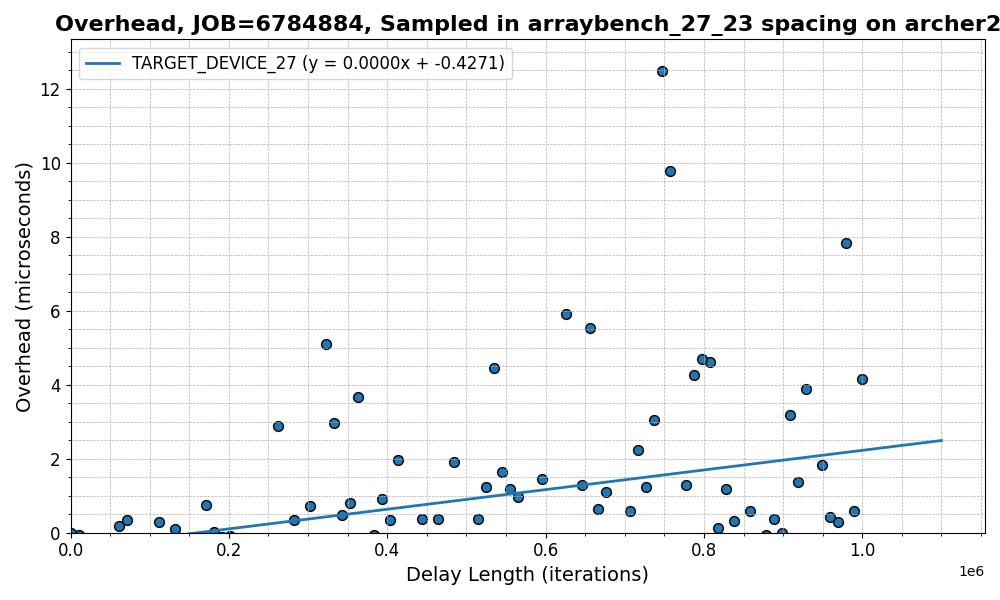 Overhead, JOB=6784884, Sampled in arraybench_27_23 spacing on archer2
TARGET_DEVICE_27 (y = 0.0000x + -0.4271)
Overhead (microseconds)
12
10
8
6
4
2
0
0.0 0.2 0.4 0.6 0.8 1.0
1e6
Delay Length (iterations)